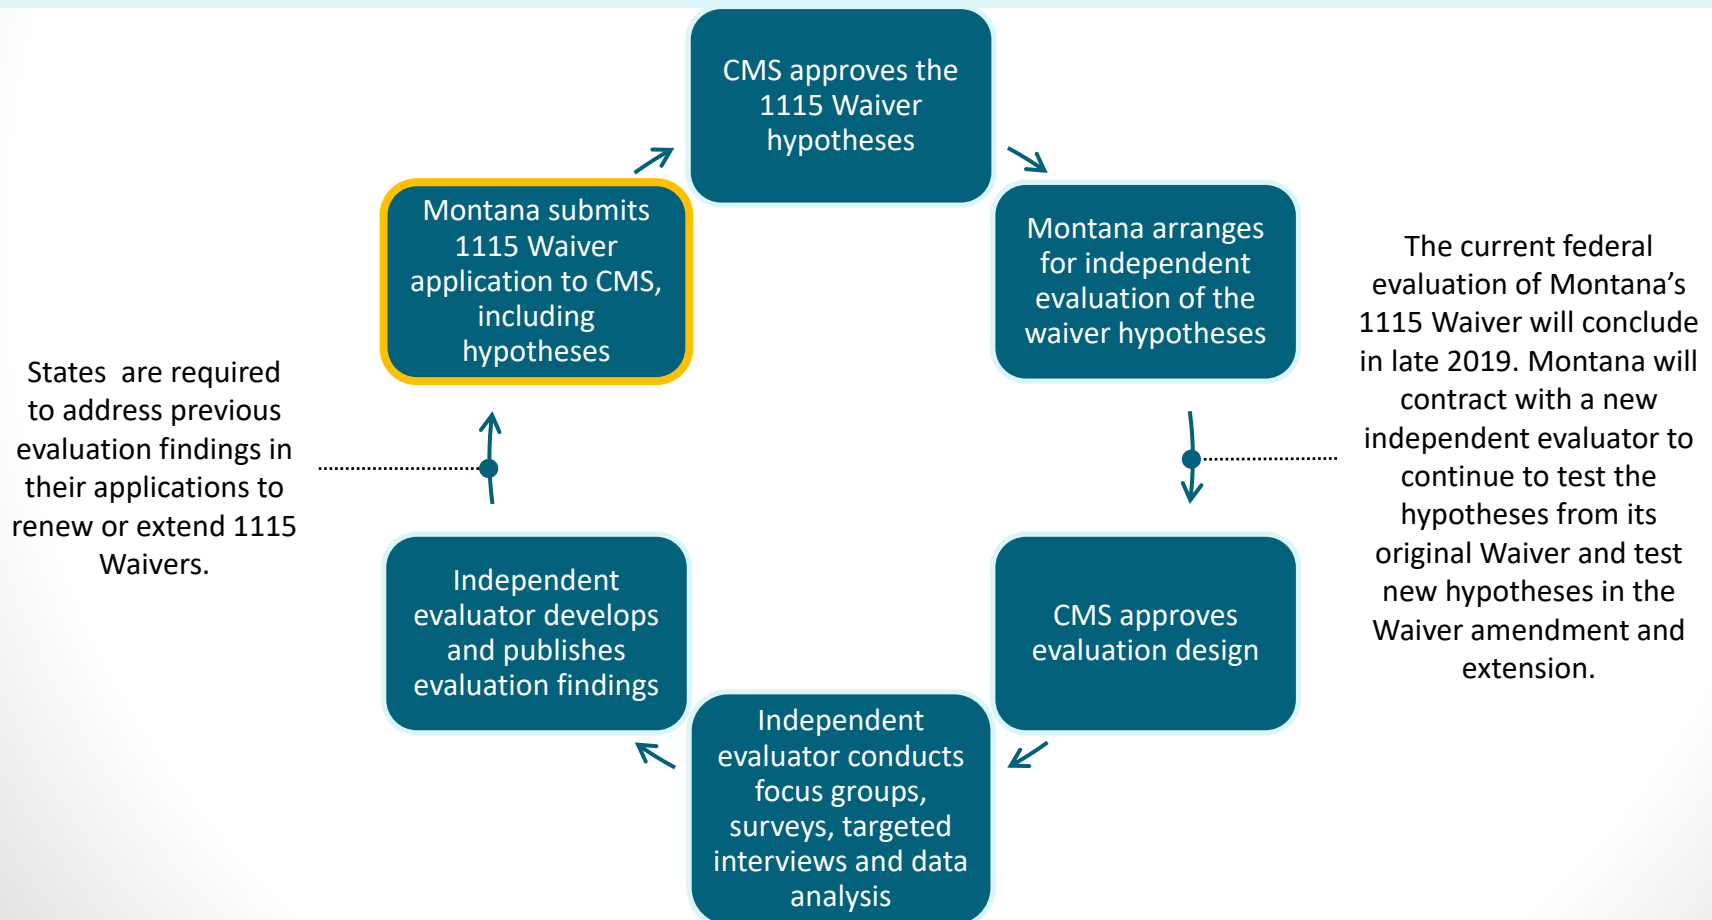 CMS approves the
1115 Waiver
hypotheses
Montana submits
1115 Waiver
application to CMS,
including
hypotheses
Montana arranges
for independent
evaluation of the
waiver hypotheses
The current federal
evaluation of Montana’s
1115 Waiver will conclude
in late 2019. Montana will
contract with a new
independent evaluator to
continue to test the
hypotheses from its
original Waiver and test
new hypotheses in the
Waiver amendment and
extension.
States are required
to address previous
evaluation findings in
their applications to
renew or extend 1115
Waivers.
Independent
evaluator develops
and publishes
evaluation findings
CMS approves
evaluation design
Independent
evaluator conducts
focus groups,
surveys, targeted
interviews and data
analysis